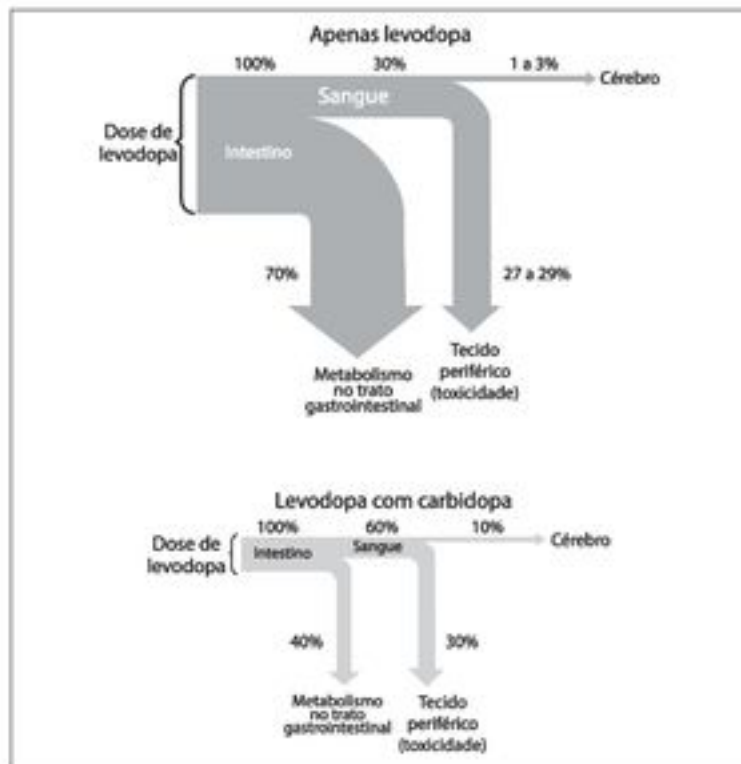 Apenas levodopa
100% 30% 1 a 3%
Cérebro
Sangue
Dose de
levodopa
Intestino
70%
27 a 29%
Metabolismo
no trato
gastrointestinal
Tecido
periférico
(toxicidade)
Levodopa com carbidopa
100% 60% 10%
Cérebro
Dose de
levodopa
Intestino
Sangue
40%
30%
Metabolismo
no trato
gastrointestinal
Tecido
periférico
(toxicidade)